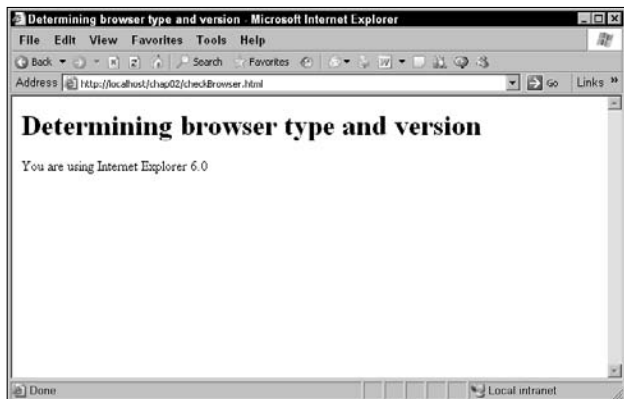 Determining browser type and version - Microsoft Internet Explorer
File Edit View Favorites Tools Help
Back Search Favorites
Address http://localhost/chap02/checkBrowser.html Go Links »
Determining browser type and version
You are using Internet Explorer 6.0
Done Local intranet